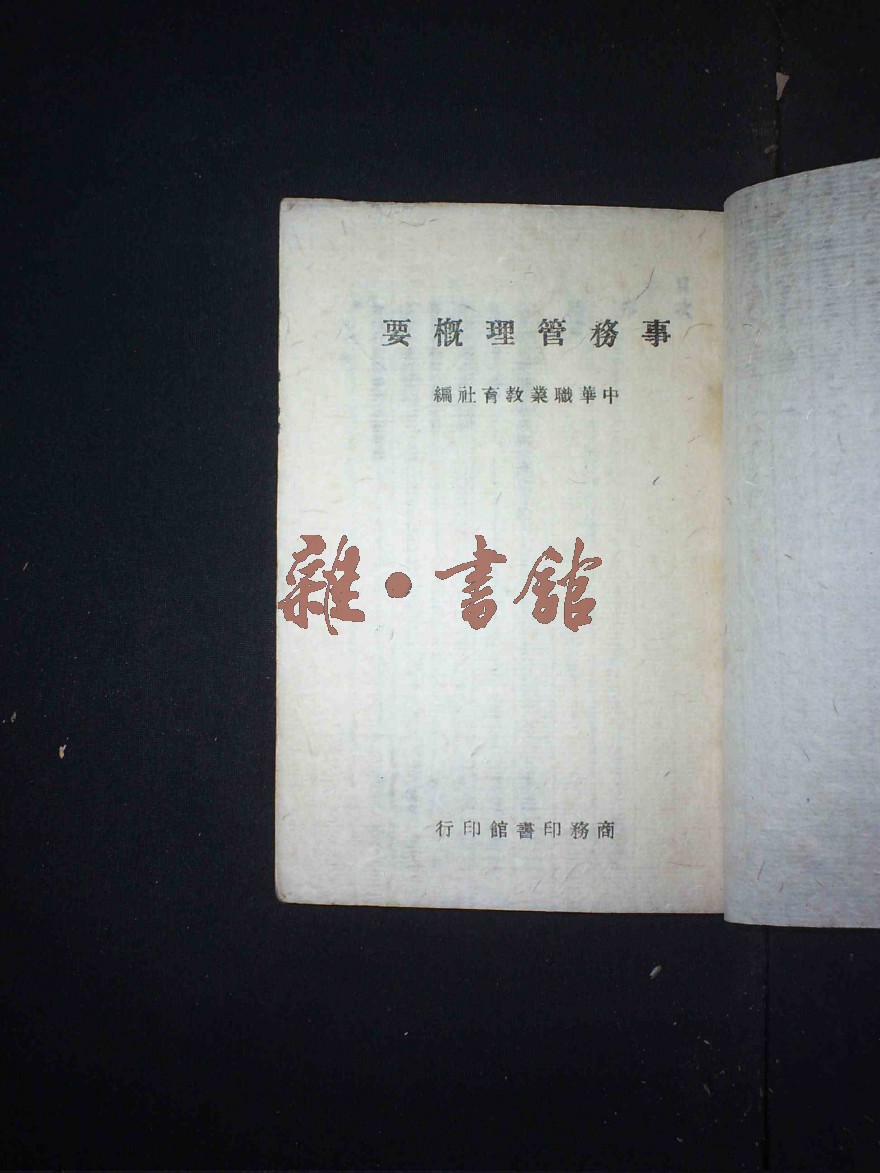 事務管理概要
中華職業教育社編
雜·書館
商務印書館印行